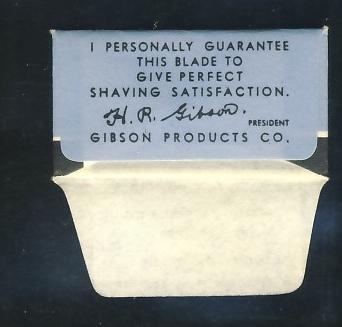 I PERSONALLY GUARANTEE
THIS BLADE TO
GIVE PERFECT
SHAVING SATISFACTION.
H. R. Gibson.
PRESIDENT
GIBSON PRODUCTS CO.